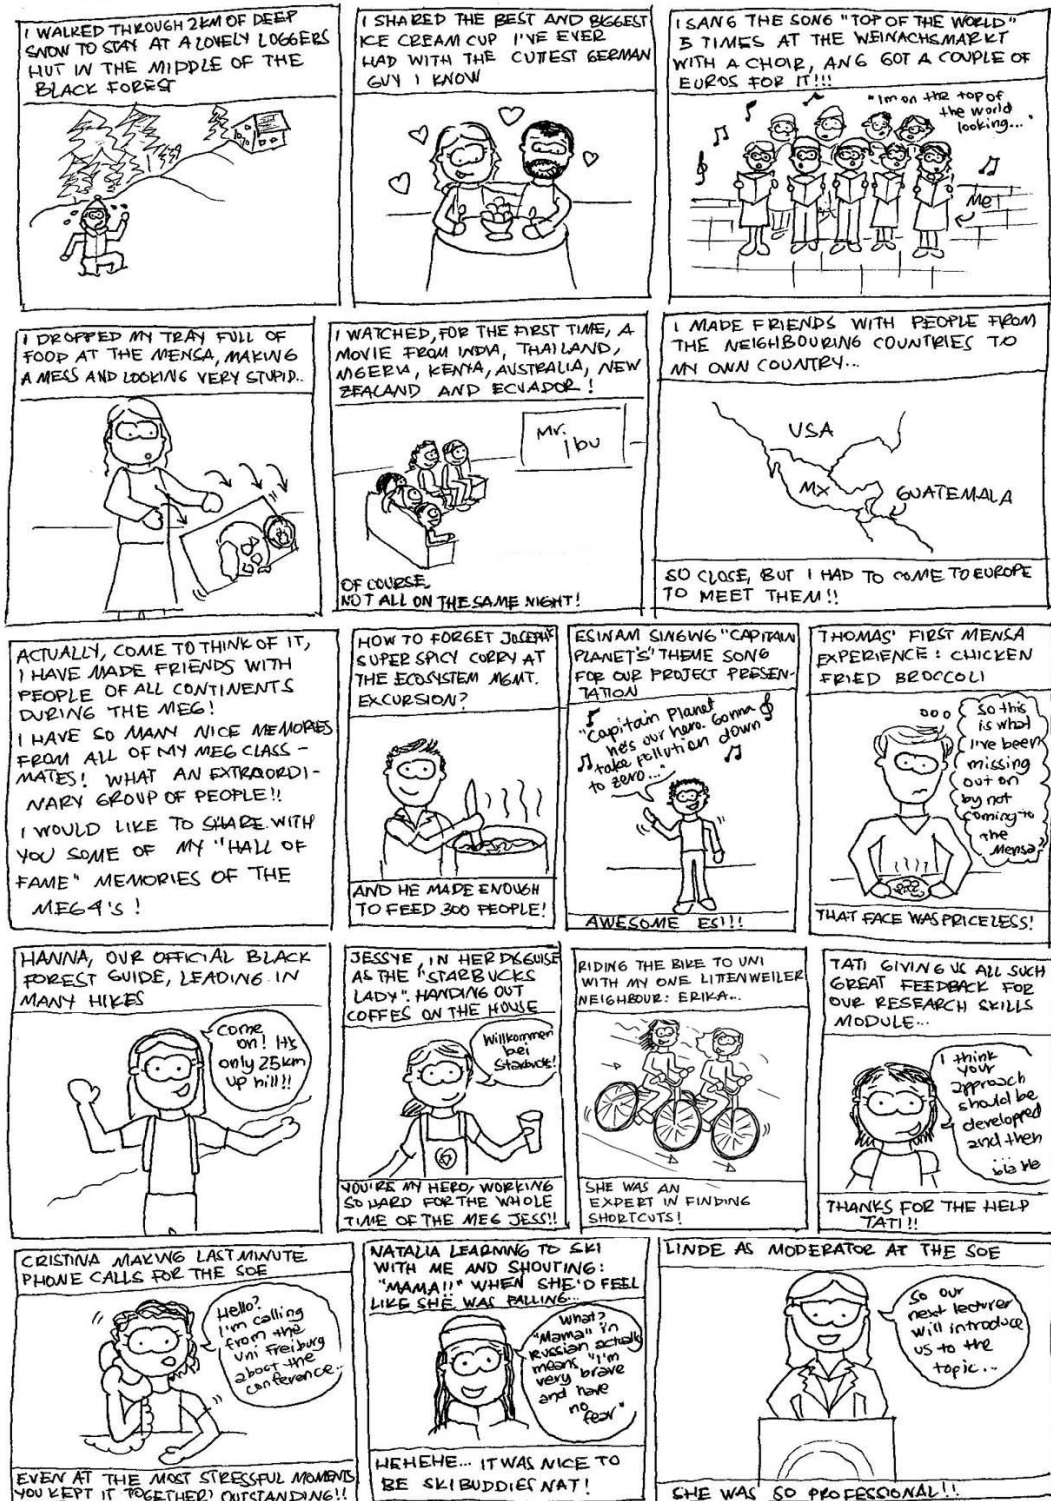 I WALKED THROUGH 2KM OF DEEP
SNOW TO STAY AT A LOVELY LOGGERS
HUT IN THE MIDDLE OF THE
BLACK FOREST
I SHARED THE BEST AND BIGGEST
ICE CREAM CUP I'VE EVER
HAD WITH THE CUTEST GERMAN
GUY I KNOW
I SANG THE SONG "TOP OF THE WORLD"
5 TIMES AT THE WEINACHSMARKT
WITH A CHOIR, ANG GOT A COUPLE OF
EUROS FOR IT!!!
"Im on the top of
the world
looking..."
Me!
I DROPPED MY TRAY FULL OF
FOOD AT THE MENSA, MAKING
A MESS AND LOOKING VERY STUPID..
I WATCHED, FOR THE FIRST TIME, A
MOVIE FROM INDIA, THAILAND,
NIGERIA, KENYA, AUSTRALIA, NEW
ZEALAND AND ECUADOR!
Mr.
ibu
OF COURSE,
NOT ALL ON THE SAME NIGHT!
I MADE FRIENDS WITH PEOPLE FROM
THE NEIGHBOURING COUNTRIES TO
MY OWN COUNTRY...
USA
MX
GUATEMALA
SO CLOSE, BUT I HAD TO COME TO EUROPE
TO MEET THEM!!
ACTUALLY, COME TO THINK OF IT,
I HAVE MADE FRIENDS WITH
PEOPLE OF ALL CONTINENTS
DURING THE MEG!
I HAVE SO MANY NICE MEMORIES
FROM ALL OF MY MEG CLASS-
MATES! WHAT AN EXTRAORDI-
NARY GROUP OF PEOPLE!!
I WOULD LIKE TO SHARE WITH
YOU SOME OF MY "HALL OF
FAME" MEMORIES OF THE
MEG4'S!
HOW TO FORGET JOSEPH'S
SUPER SPICY CURRY AT
THE ECOSYSTEM MGMT.
EXCURSION?
AND HE MADE ENOUGH
TO FEED 300 PEOPLE!
ESINAM SINGING "CAPITAIN
PLANET'S" THEME SONG
FOR OUR PROJECT PRESEN-
TATION
"Capitain Planet
he's our hero. Gonna
take pollution down
to zero..."
AWESOME ESI!!!
THOMAS' FIRST MENSA
EXPERIENCE: CHICKEN
FRIED BROCCOLI
So this
is what
I've been
missing
out on
by not
coming to
the
Mensa"
THAT FACE WAS PRICELESS!
HANNA, OUR OFFICIAL BLACK
FOREST GUIDE, LEADING IN
MANY HIKES
Come
on! It's
only 25km
up hill!!
JESSYE, IN HER DISGUISE
AS THE "STARBUCKS
LADY". HANDING OUT
COFFES ON THE HOUSE
Willkommen
bei
Starbucks!
YOU'RE MY HERO, WORKING
SO HARD FOR THE WHOLE
TIME OF THE MEG JESS!!
RIDING THE BIKE TO UNI
WITH MY ONE LITTENWEILER
NEIGHBOUR: ERIKA...
SHE WAS AN
EXPERT IN FINDING
SHORTCUTS!
TATI GIVING US ALL SUCH
GREAT FEEDBACK FOR
OUR RESEARCH SKILLS
MODULE...
I think
your
approach
should be
developped
and then
...
bla ble
THANKS FOR THE HELP
TATI!!
CRISTINA MAKING LAST MINUTE
PHONE CALLS FOR THE SOE
Hello?
I'm calling
from the
Uni Freiburg
about the
conference..
EVEN AT THE MOST STRESSFUL MOMENTS
YOU KEPT IT TOGETHER! OUTSTANDING!!
NATALIA LEARNING TO SKI
WITH ME AND SHOUTING:
"MAMA!!" WHEN SHE'D FEEL
LIKE SHE WAS FALLING...
What?
"Mama" in
Russian actually
means "I'm
very brave
and have
no
fear"
HEHEHE... IT WAS NICE TO
BE SKI BUDDIES NAT!
LINDE AS MODERATOR AT THE SOE
So our
next lecturer
will introduce
us to the
topic...
SHE WAS SO PROFESSIONAL!!